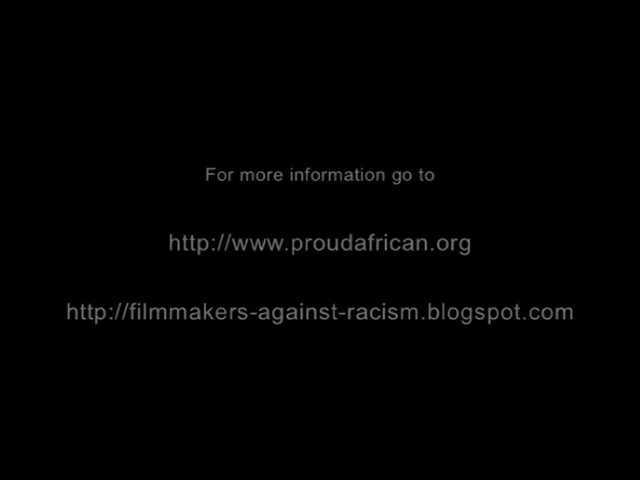 For more information go to
http://www.proudafrican.org
http://filmmakers-against-racism.blogspot.com